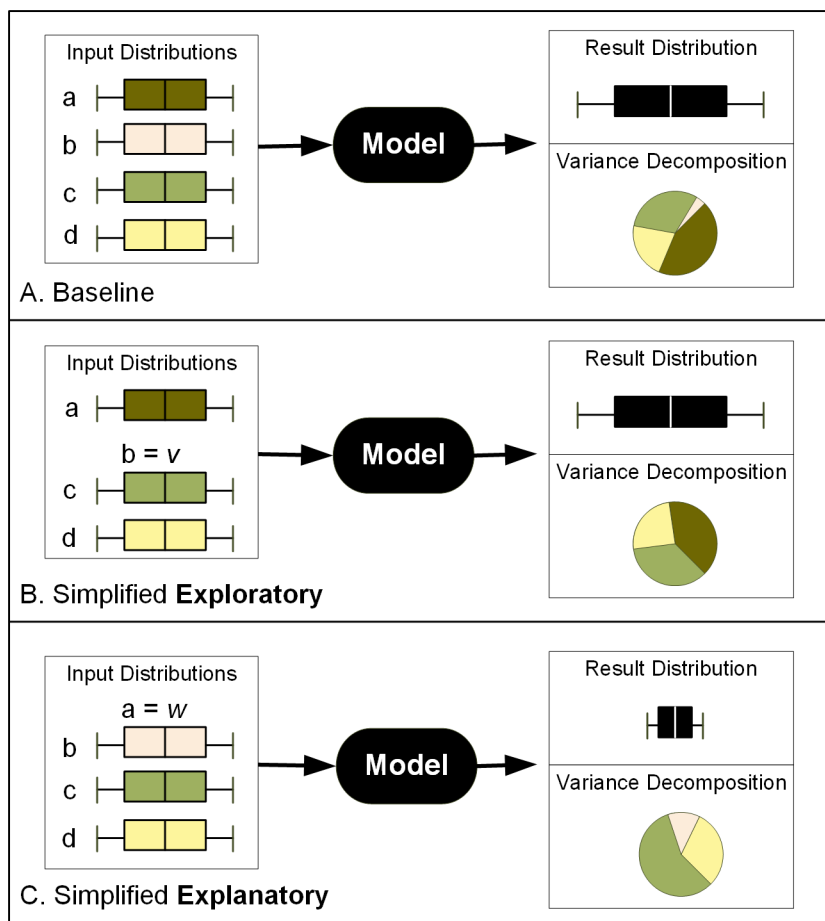 Input Distributions
a
b
c
d
A. Baseline
Model
Result Distribution
Variance Decomposition
Input Distributions
a
b = v
c
d
B. Simplified Exploratory
Model
Result Distribution
Variance Decomposition
Input Distributions
a = w
b
c
d
C. Simplified Explanatory
Model
Result Distribution
Variance Decomposition